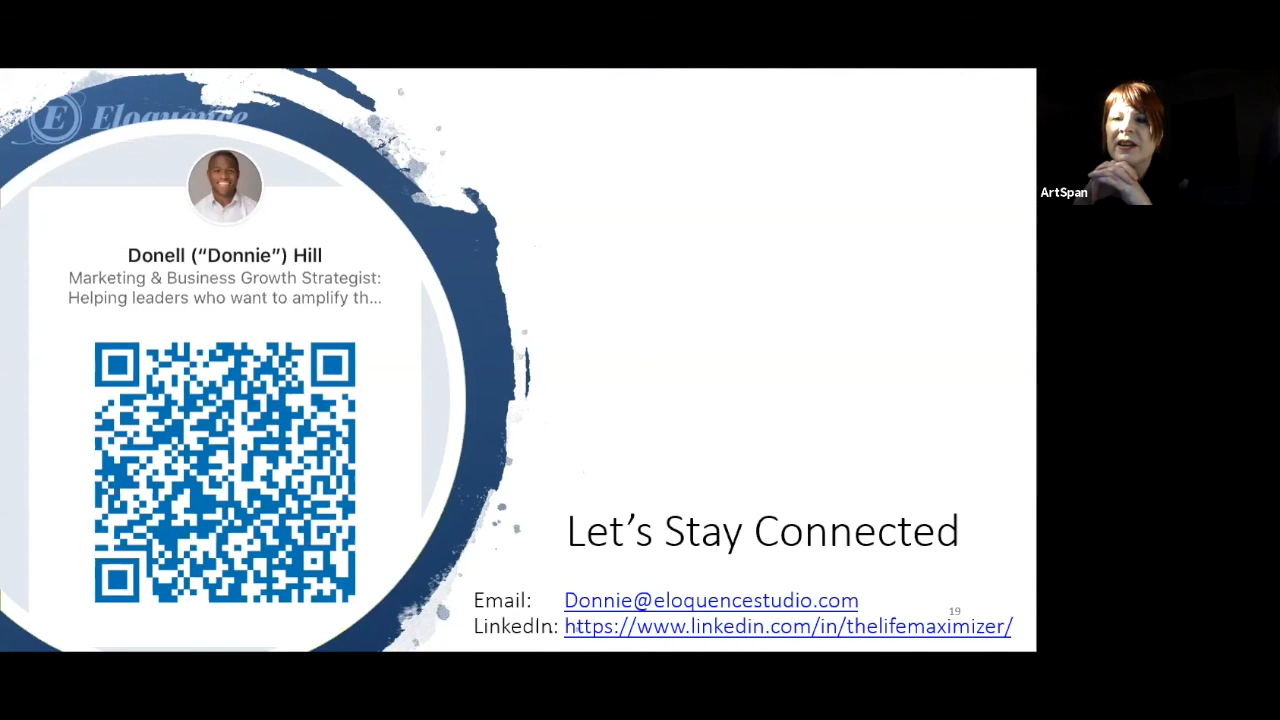 E Eloquence
Donell (“Donnie”) Hill
Marketing & Business Growth Strategist:
Helping leaders who want to amplify th...
Let’s Stay Connected
Email: Donnie@eloquencestudio.com
19
LinkedIn: https://www.linkedin.com/in/thelifemaximizer/
ArtSpan